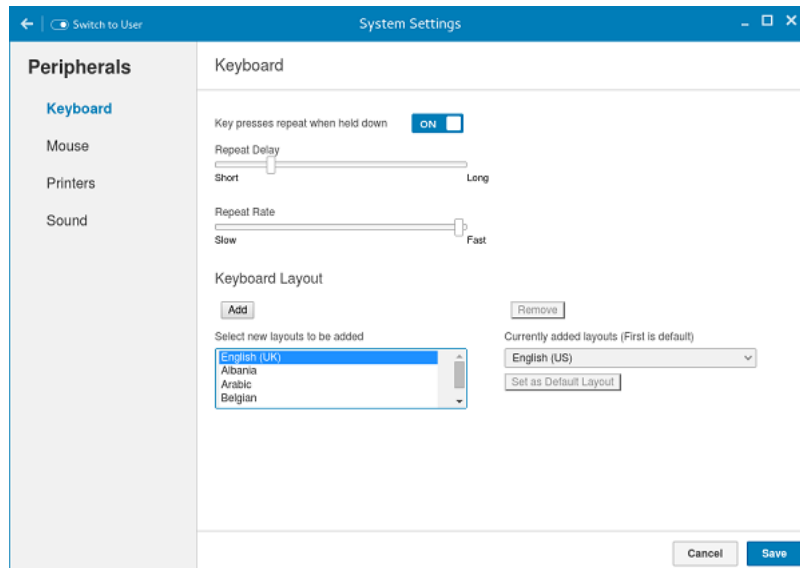 Switch to User
System Settings
Peripherals
Keyboard
Mouse
Printers
Sound
Keyboard
Key presses repeat when held down
ON
Repeat Delay
Short Long
Repeat Rate
Slow Fast
Keyboard Layout
Add Remove
Select new layouts to be added Currently added layouts (First is default)
English (UK) English (US)
Albania
Arabic Set as Default Layout
Belgian
Cancel Save